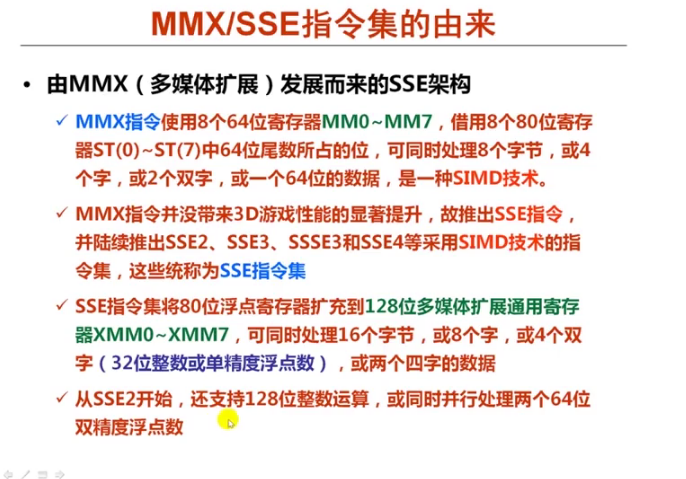 MMX/SSE指令集的由来
• 由MMX（多媒体扩展）发展而来的SSE架构
✓ MMX指令使用8个64位寄存器MM0~MM7，借用8个80位寄存
器ST(0)~ST(7)中64位尾数所占的位，可同时处理8个字节，或4
个字，或2个双字，或一个64位的数据，是一种SIMD技术。
✓ MMX指令并没带来3D游戏性能的显著提升，故推出SSE指令，
并陆续推出SSE2、SSE3、SSSE3和SSE4等采用SIMD技术的指
令集，这些统称为SSE指令集
✓ SSE指令集将80位浮点寄存器扩充到128位多媒体扩展通用寄存
器XMM0~XMM7，可同时处理16个字节，或8个字，或4个双
字（32位整数或单精度浮点数），或两个四字的数据
✓ 从SSE2开始，还支持128位整数运算，或同时并行处理两个64位
双精度浮点数